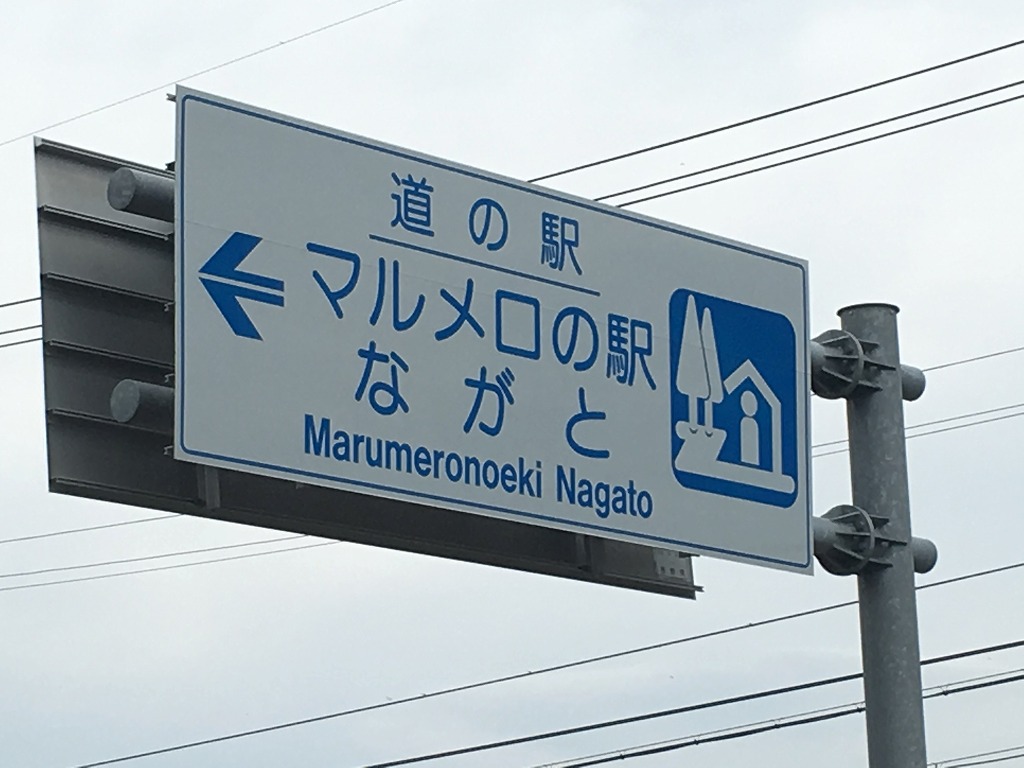 道の駅
マルメロの駅
ながと
Marumeronoeki Nagato